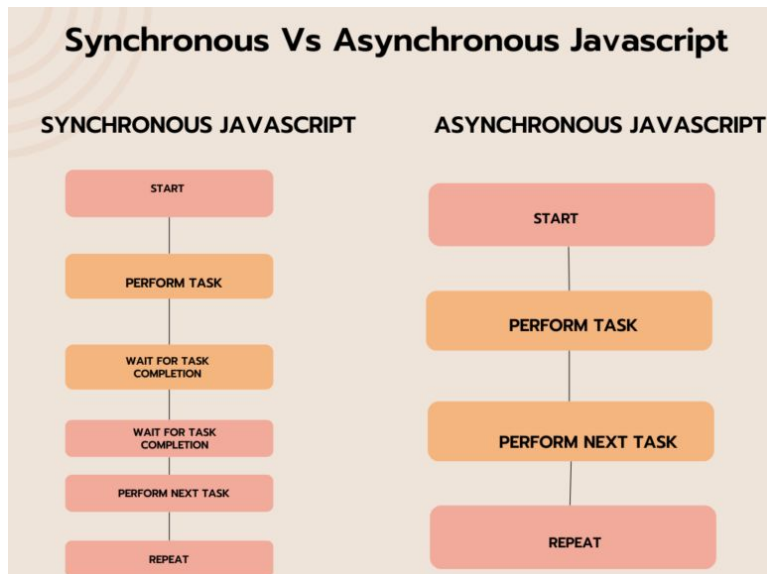 Synchronous Vs Asynchronous Javascript
SYNCHRONOUS JAVASCRIPT
START
PERFORM TASK
WAIT FOR TASK
COMPLETION
WAIT FOR TASK
COMPLETION
PERFORM NEXT TASK
REPEAT
ASYNCHRONOUS JAVASCRIPT
START
PERFORM TASK
PERFORM NEXT TASK
REPEAT